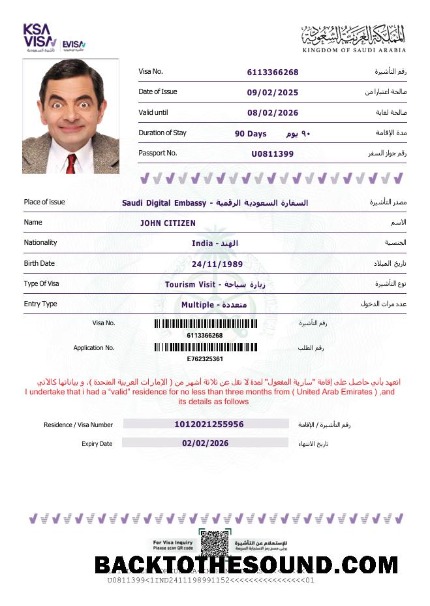 KSA
VISA
EVISA
المملكة العربية السعودية
KINGDOM OF SAUDI ARABIA
Visa No. 6113366268 رقم التأشيرة
Date of Issue 09/02/2025 صالحة اعتبارا من
Valid until 08/02/2026 صالحة لغاية
Duration of Stay 90 Days ٩٠ يوم مدة الإقامة
Passport No. U0811399 رقم جواز السفر
Place of issue Saudi Digital Embassy - السفارة السعودية الرقمية مصدر التأشيرة
Name JOHN CITIZEN الاسم
Nationality India - الهند الجنسية
Birth Date 24/11/1989 تاريخ الميلاد
Type Of Visa Tourism Visit - زيارة سياحة نوع التأشيرة
Entry Type Multiple - متعددة عدد مرات الدخول
Visa No. رقم التأشيرة
6113366268
Application No. رقم الطلب
E762325361
اتعهد بأني حاصل على إقامة "سارية المفعول" لمدة لا تقل عن ثلاثة أشهر من ( الإمارات العربية المتحدة )، و بياناتها كالآتي
I undertake that i had a "valid" residence for no less than three months from ( United Arab Emirates ) ,and
its details as follows
Residence / Visa Number 1012021255956 رقم التأشيرة / الإقامة
Expiry Date 02/02/2026 تاريخ الانتهاء
For Visa Inquiry
Please scan QR code
للإستعلام عن التأشيرة
BACKTOTHESOUND.COM
U0811399<1IND2411198991152<<<<<<<<<<<<<<<<01